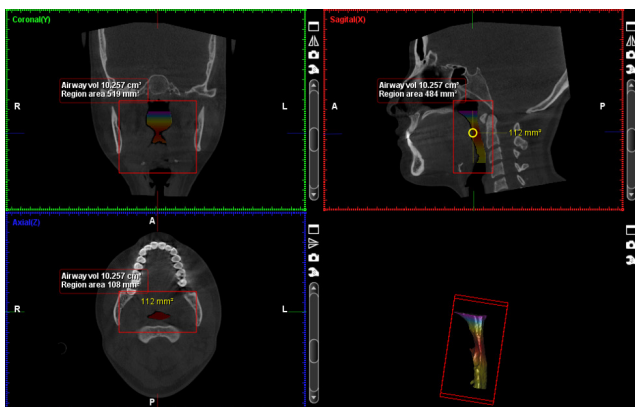 Coronal(Y)
Airway vol 10.257 cm³
Region area 519 mm²
R
L
Sagital(X)
Airway vol 10.257 cm³
Region area 484 mm²
A
P
112 mm²
Axial(Z)
A
Airway vol 10.257 cm³
Region area 108 mm²
112 mm²
R
L
P